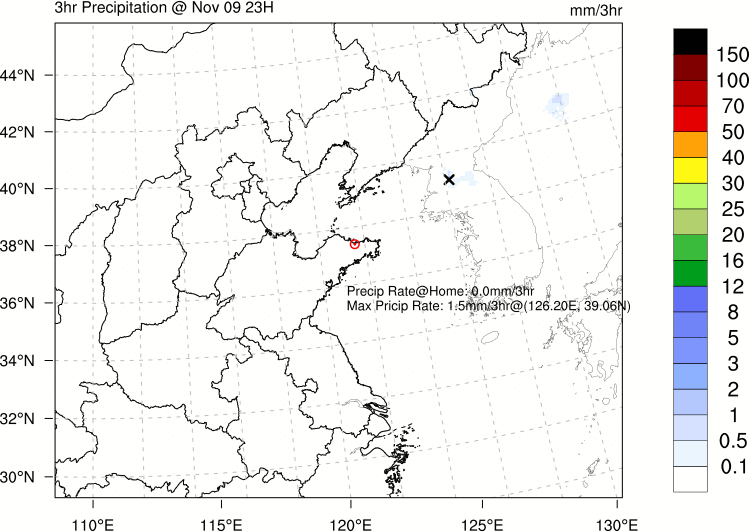 3hr Precipitation @ Nov 09 23H
mm/3hr
44°N
42°N
40°N
38°N
36°N
34°N
32°N
30°N
Precip Rate@Home: 0.0mm/3hr
Max Pricip Rate: 1.5mm/3hr@(126.20E, 39.06N)
110°E 115°E 120°E 125°E 130°E
150
100
70
50
40
30
25
20
16
12
8
5
3
2
1
0.5
0.1